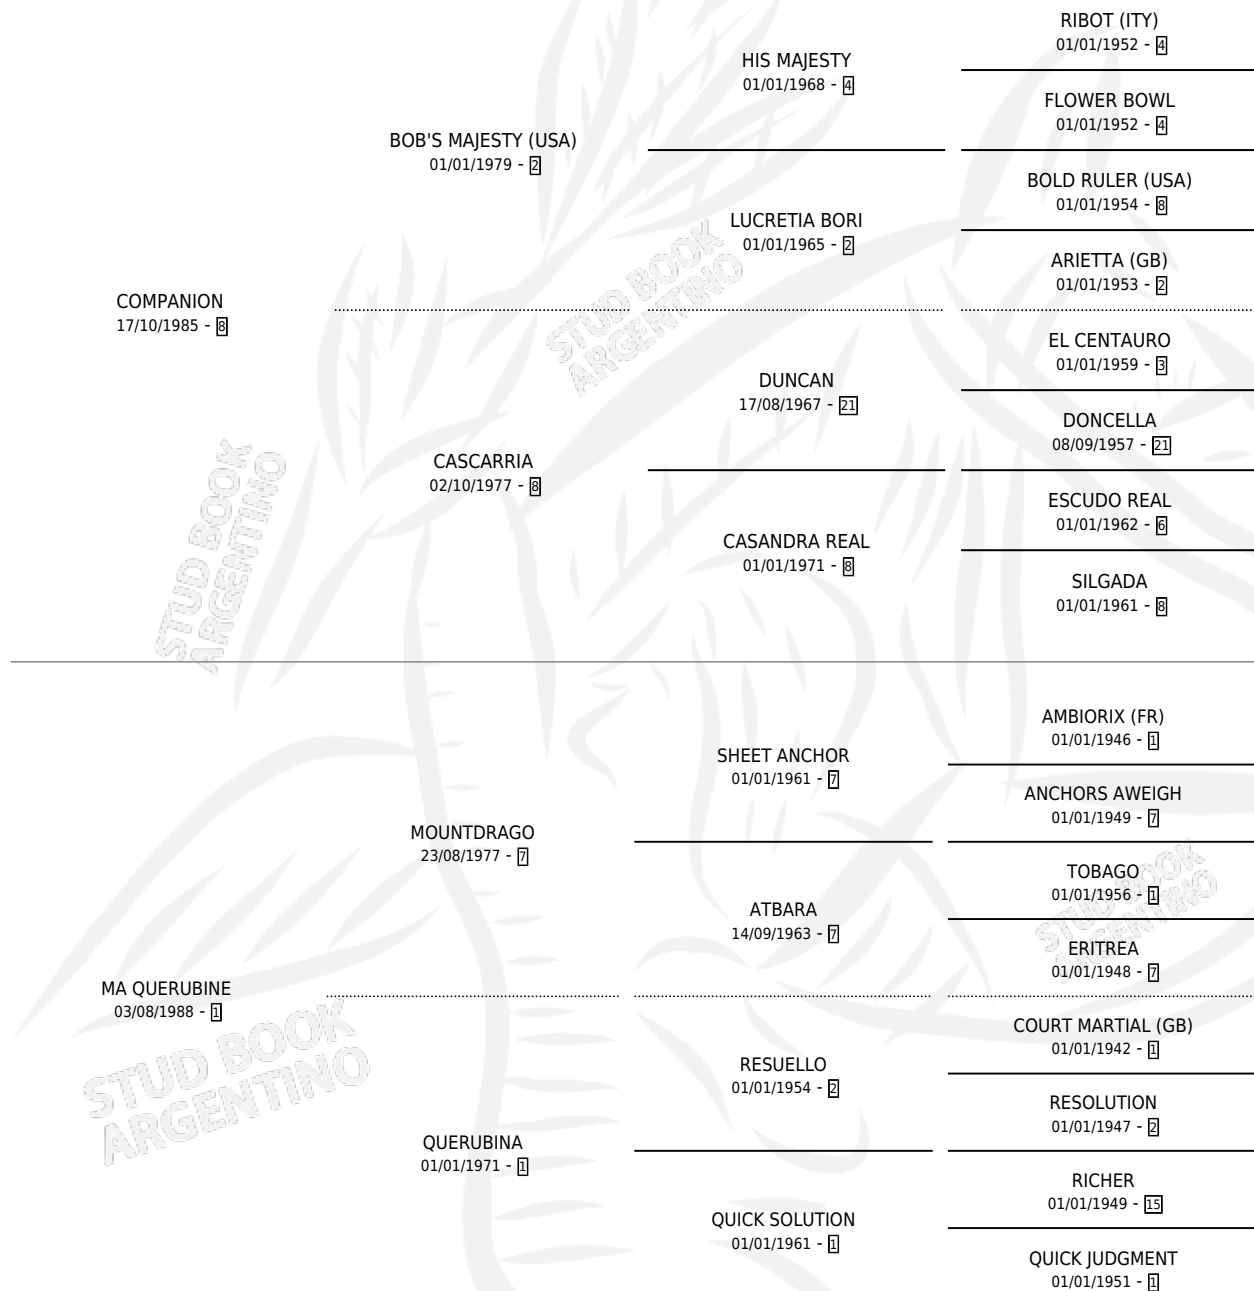 RIBOT (ITY)
01/01/1952 - 4
HIS MAJESTY
01/01/1968 - 4
FLOWER BOWL
01/01/1952 - 4
BOB'S MAJESTY (USA)
01/01/1979 - 2
BOLD RULER (USA)
01/01/1954 - 8
LUCRETIA BORI
01/01/1965 - 2
ARIETTA (GB)
01/01/1953 - 2
COMPANION
17/10/1985 - 8
EL CENTAURO
01/01/1959 - 3
DUNCAN
17/08/1967 - 21
DONCELLA
08/09/1957 - 21
CASCARRIA
02/10/1977 - 8
ESCUDO REAL
01/01/1962 - 6
CASANDRA REAL
01/01/1971 - 8
SILGADA
01/01/1961 - 8
STUD BOOK
ARGENTINO
STUD BOOK
ARGENTINO
AMBIORIX (FR)
01/01/1946 - 1
SHEET ANCHOR
01/01/1961 - 7
ANCHORS AWEIGH
01/01/1949 - 7
MOUNTDRAGO
23/08/1977 - 7
TOBAGO
01/01/1956 - 1
ATBARA
14/09/1963 - 7
ERITREA
01/01/1948 - 7
MA QUERUBINE
03/08/1988 - 1
COURT MARTIAL (GB)
01/01/1942 - 1
RESUELLO
01/01/1954 - 2
RESOLUTION
01/01/1947 - 2
QUERUBINA
01/01/1971 - 1
RICHER
01/01/1949 - 15
QUICK SOLUTION
01/01/1961 - 1
QUICK JUDGMENT
01/01/1951 - 1
STUD BOOK
ARGENTINO
STUD BOOK
ARGENTINO